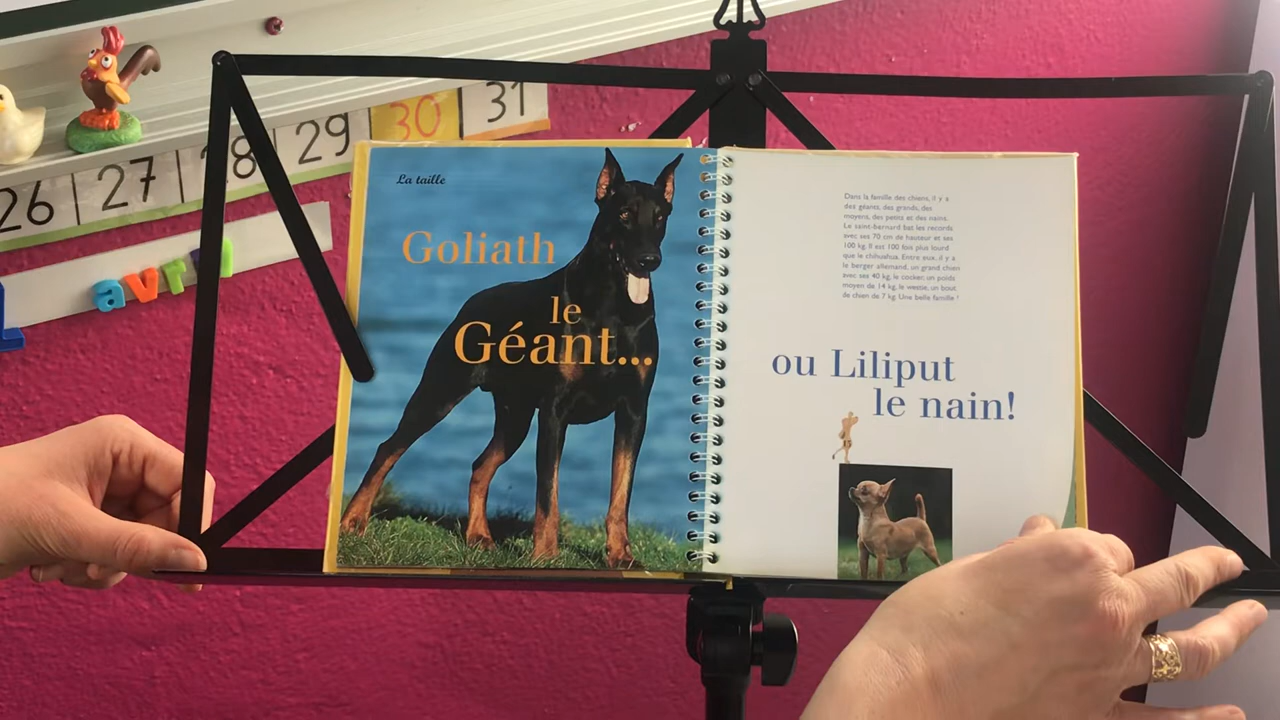 26 27 28 29 30 31
avr
La taille
Goliath
le
Géant...
Dans la famille des chiens, il y a
des géants, des grands, des
moyens, des petits et des nains.
Le saint-bernard bat les records
avec ses 70 cm de hauteur et ses
100 kg. Il est 100 fois plus lourd
que le chihuahua. Entre eux, il y a
le berger allemand, un grand chien
avec ses 40 kg, le cocker, un poids
moyen de 14 kg, le westie, un bout
de chien de 7 kg. Une belle famille !
ou Liliput
le nain!